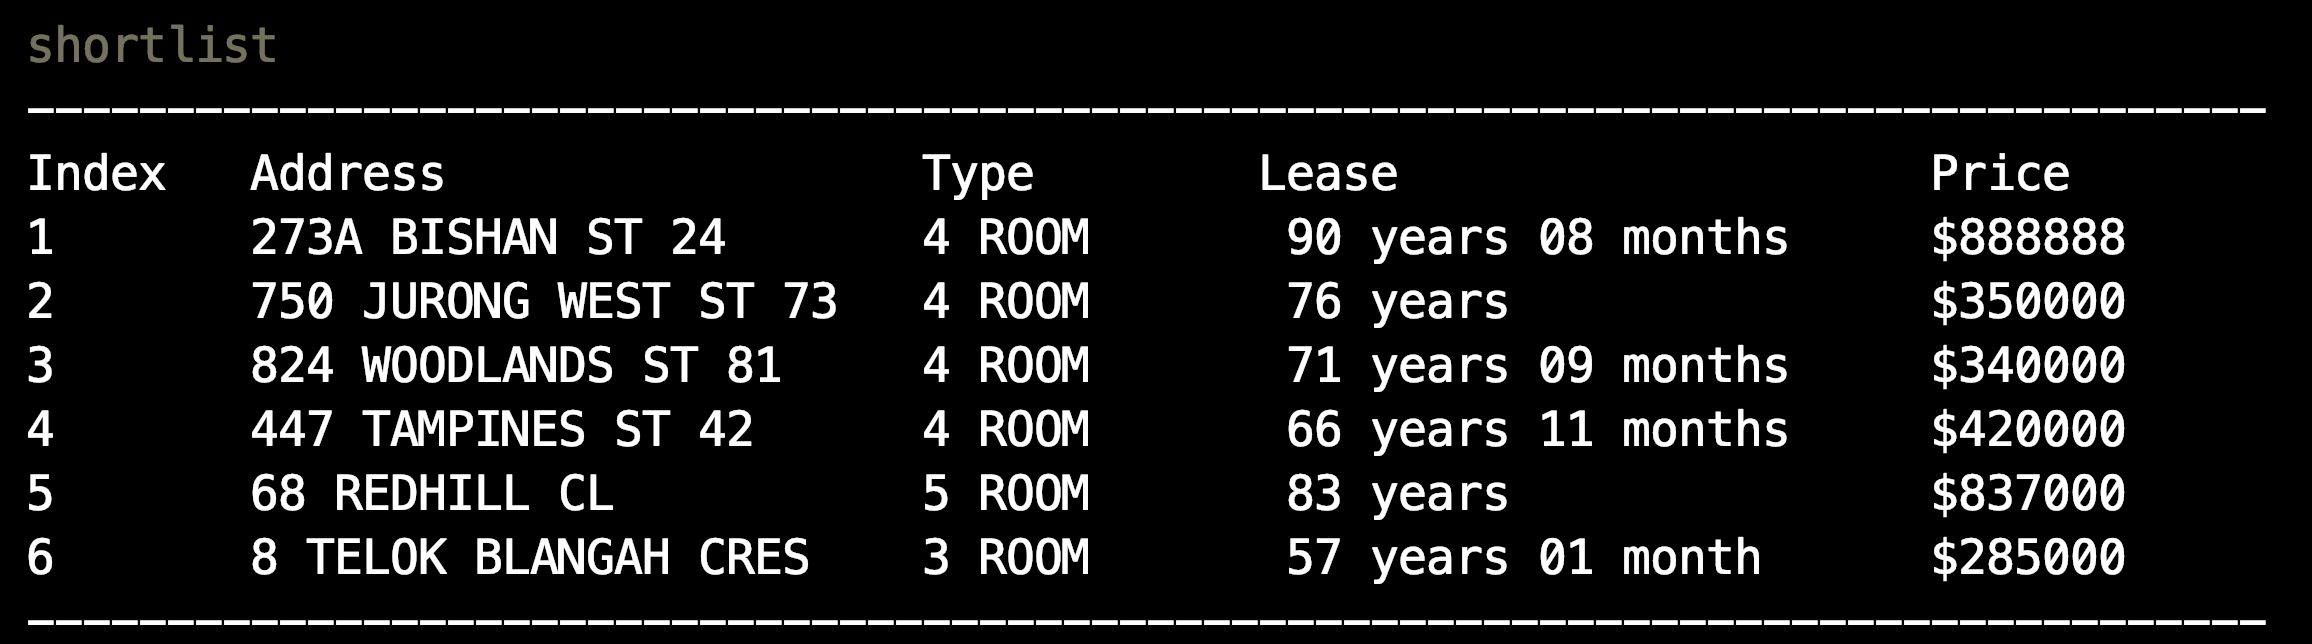 shortlist
--------------------------------------------------------------------------------
Index   Address                 Type        Lease                   Price
1       273A BISHAN ST 24       4 ROOM       90 years 08 months     $888888
2       750 JURONG WEST ST 73   4 ROOM       76 years               $350000
3       824 WOODLANDS ST 81     4 ROOM       71 years 09 months     $340000
4       447 TAMPINES ST 42      4 ROOM       66 years 11 months     $420000
5       68 REDHILL CL           5 ROOM       83 years               $837000
6       8 TELOK BLANGAH CRES    3 ROOM       57 years 01 month      $285000
--------------------------------------------------------------------------------